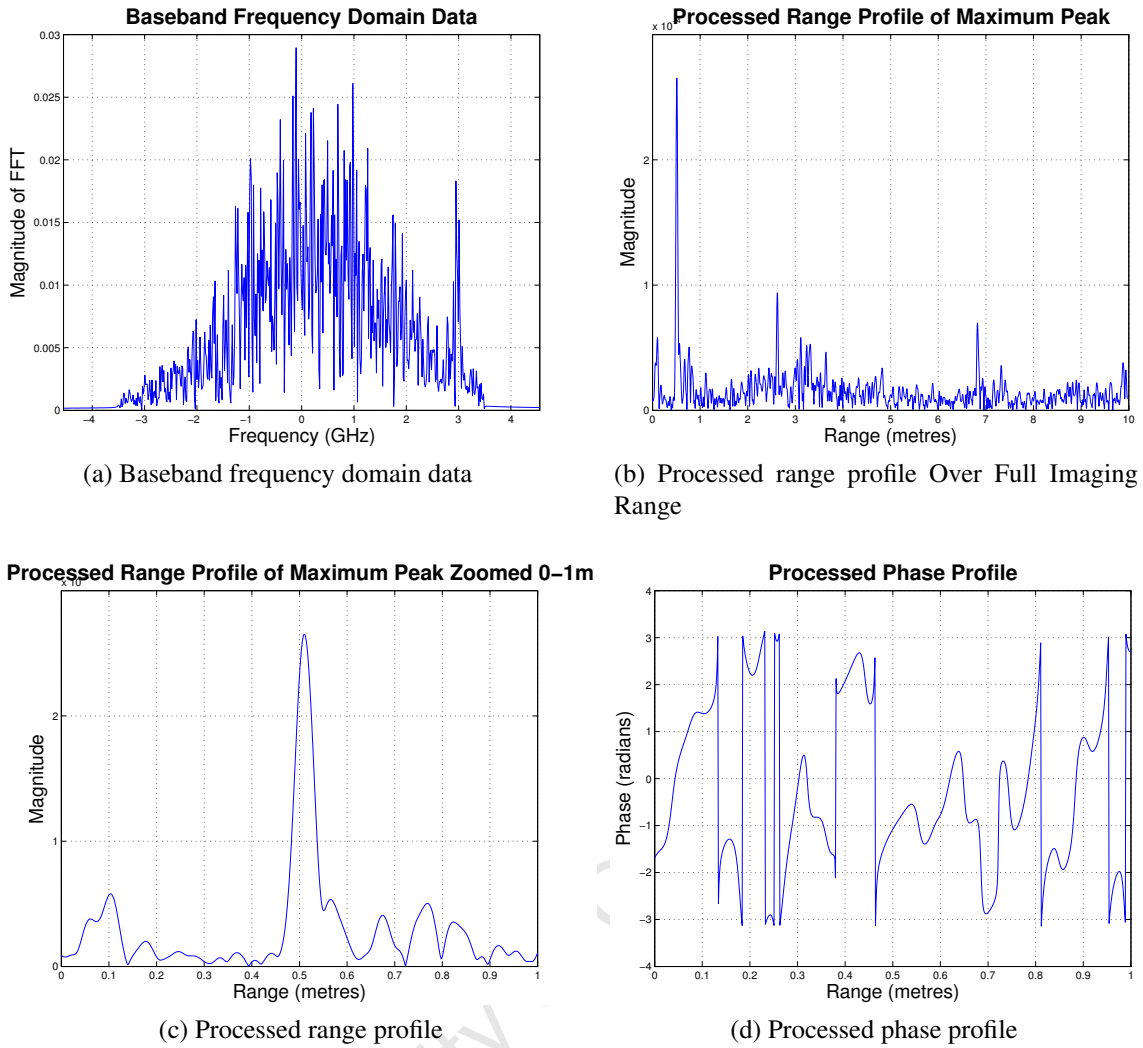 Baseband Frequency Domain Data
0.03
0.025
0.02
0.015
0.01
0.005
0
Magnitude of FFT
−4 −3 −2 −1 0 1 2 3 4
Frequency (GHz)
(a) Baseband frequency domain data
Processed Range Profile of Maximum Peak
3 x 10
2
1
0
Magnitude
0 1 2 3 4 5 6 7 8 9 10
Range (metres)
(b) Processed range profile Over Full Imaging
Range
Processed Range Profile of Maximum Peak Zoomed 0−1m
x 10
2
1
0
Magnitude
0 0.1 0.2 0.3 0.4 0.5 0.6 0.7 0.8 0.9 1
Range (metres)
(c) Processed range profile
Processed Phase Profile
4
3
2
1
0
−1
−2
−3
−4
Phase (radians)
0 0.1 0.2 0.3 0.4 0.5 0.6 0.7 0.8 0.9 1
Range (metres)
(d) Processed phase profile